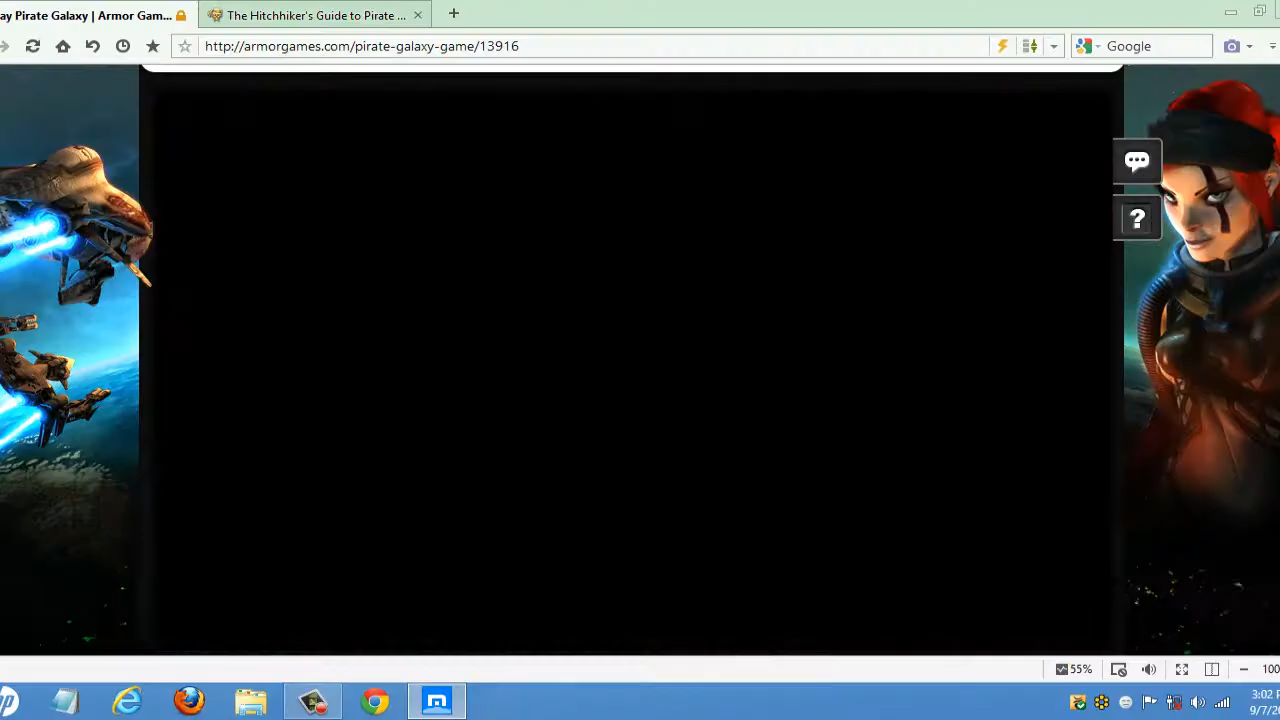 ay Pirate Galaxy | Armor Gam...
The Hitchhiker's Guide to Pirate ...
http://armorgames.com/pirate-galaxy-game/13916
Google
?
55%
100
3:02 PM
9/7/2